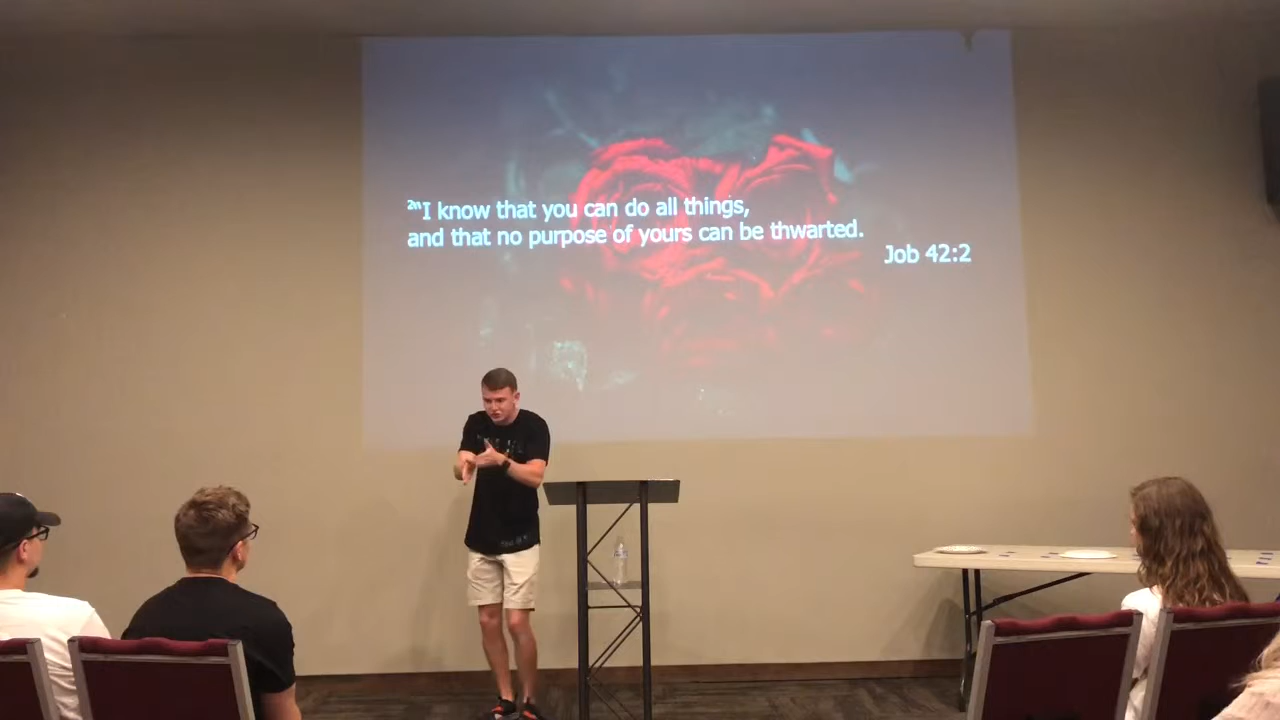 I know that you can do all things,
and that no purpose of yours can be thwarted.
Job 42:2